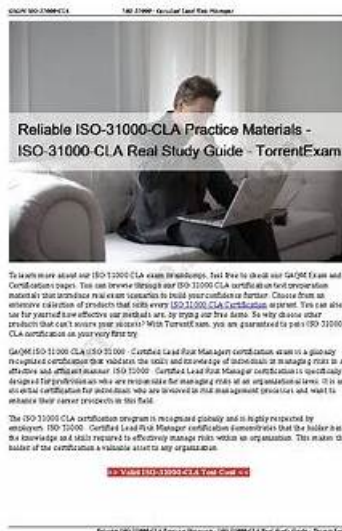 GAQM ISO-31000-CLA ISO 31000 - Certified Lead Risk Manager
Reliable ISO-31000-CLA Practice Materials -
ISO-31000-CLA Real Study Guide - TorrentExam
To learn more about our ISO-31000-CLA exam braindumps, feel free to check our GAQM Exam and
Certifications pages. You can browse through our ISO-31000-CLA certification test preparation
materials that introduce real exam scenarios to build your confidence further. Choose from an
extensive collection of products that suits every ISO-31000-CLA Certification aspirant. You can also
see for yourself how effective our methods are, by trying our free demo. So why choose other
products that can't assure your success? With TorrentExam, you are guaranteed to pass ISO-31000-
CLA certification on your very first try.
GAQM ISO-31000-CLA (ISO 31000 - Certified Lead Risk Manager) certification exam is a globally
recognized certification that validates the skills and knowledge of individuals in managing risks in a
effective and efficient manner. ISO 31000 - Certified Lead Risk Manager certification is specifically
designed for professionals who are responsible for managing risks at an organizational level. It is an
essential certification for individuals who are involved in risk management processes and want to
enhance their career prospects in this field.
The ISO-31000-CLA certification program is recognized globally and is highly respected by
employers. ISO 31000 - Certified Lead Risk Manager certification demonstrates that the holder has
the knowledge and skills required to effectively manage risks within an organization. This makes the
holder of the certification a valuable asset to any organization.
>> Valid ISO-31000-CLA Test Cost <<